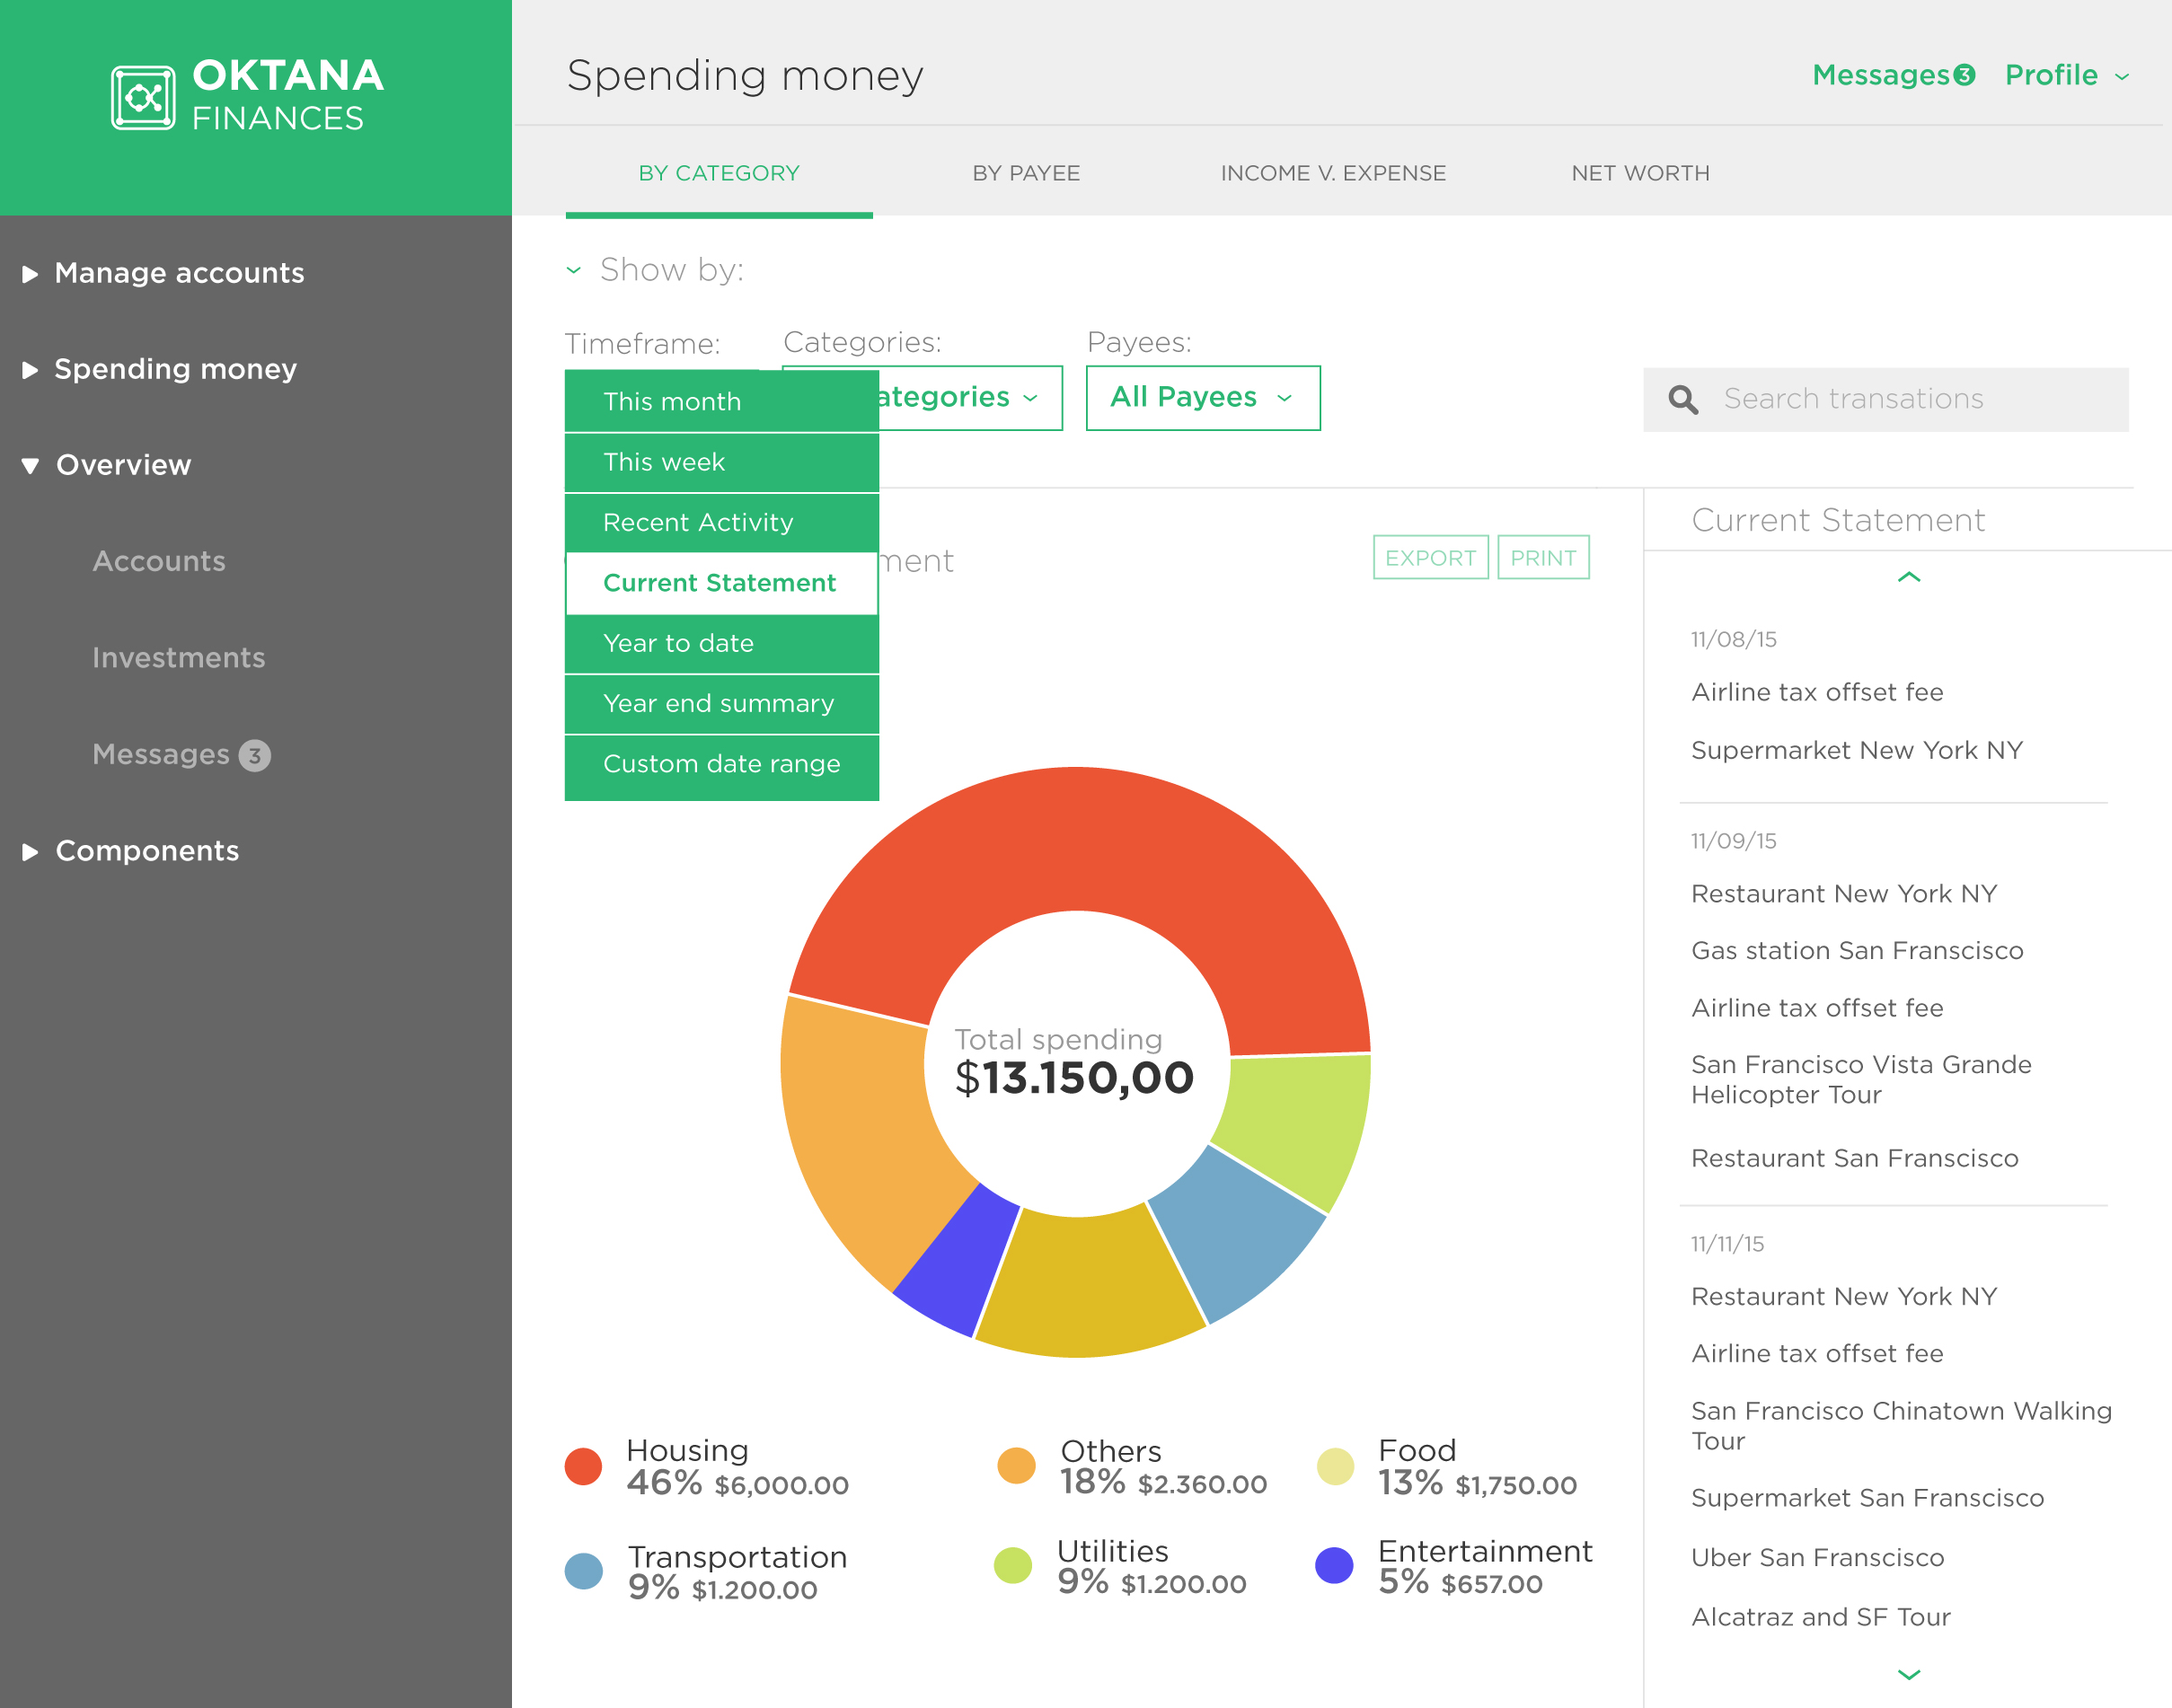 OKTANA
FINANCES
Spending money
Messages 3
Profile
BY CATEGORY
BY PAYEE
INCOME V. EXPENSE
NET WORTH
Manage accounts
Spending money
Overview
Accounts
Investments
Messages 3
Components
Show by:
Timeframe:
This month
This week
Recent Activity
Current Statement
Year to date
Year end summary
Custom date range
Categories:
ategories
Payees:
All Payees
Search transations
ment
EXPORT
PRINT
Total spending
$13.150,00
Housing
46% $6,000.00
Others
18% $2.360.00
Food
13% $1,750.00
Transportation
9% $1.200.00
Utilities
9% $1.200.00
Entertainment
5% $657.00
Current Statement
11/08/15
Airline tax offset fee
Supermarket New York NY
11/09/15
Restaurant New York NY
Gas station San Franscisco
Airline tax offset fee
San Francisco Vista Grande
Helicopter Tour
Restaurant San Franscisco
11/11/15
Restaurant New York NY
Airline tax offset fee
San Francisco Chinatown Walking
Tour
Supermarket San Franscisco
Uber San Franscisco
Alcatraz and SF Tour